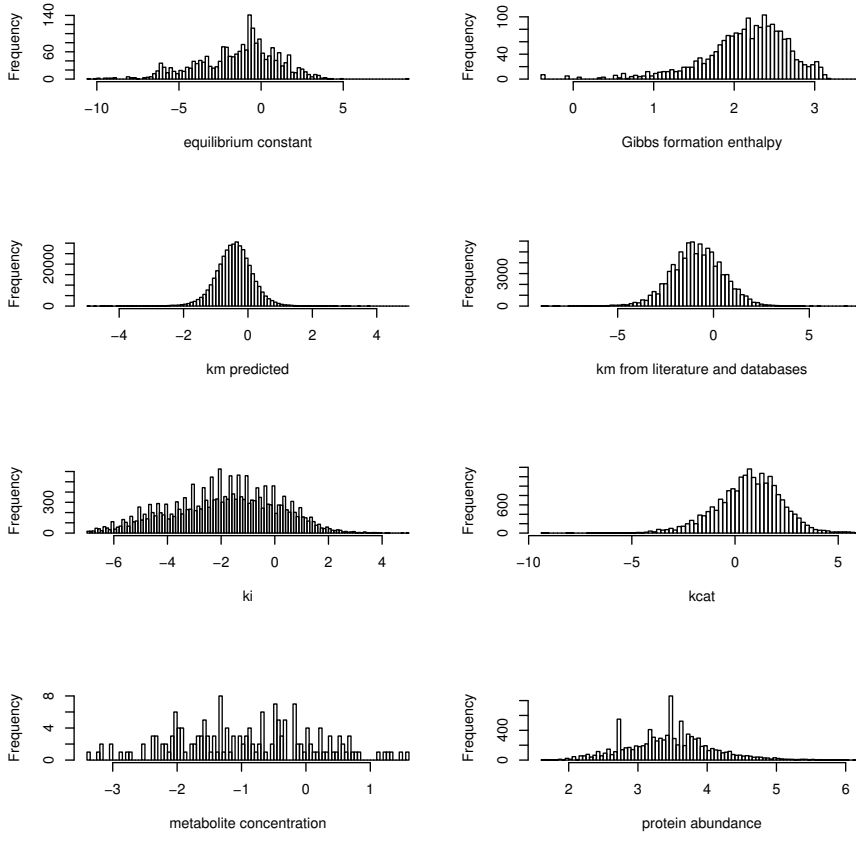 Frequency
0 60 140
−10 −5 0 5
equilibrium constant
Frequency
0 40 100
0 1 2 3
Gibbs formation enthalpy
Frequency
0 20000
−4 −2 0 2 4
km predicted
Frequency
0 3000
−5 0 5
km from literature and databases
Frequency
0 300
−6 −4 −2 0 2 4
ki
Frequency
0 600
−10 −5 0 5
kcat
Frequency
0 4 8
−3 −2 −1 0 1
metabolite concentration
Frequency
0 400
2 3 4 5 6
protein abundance